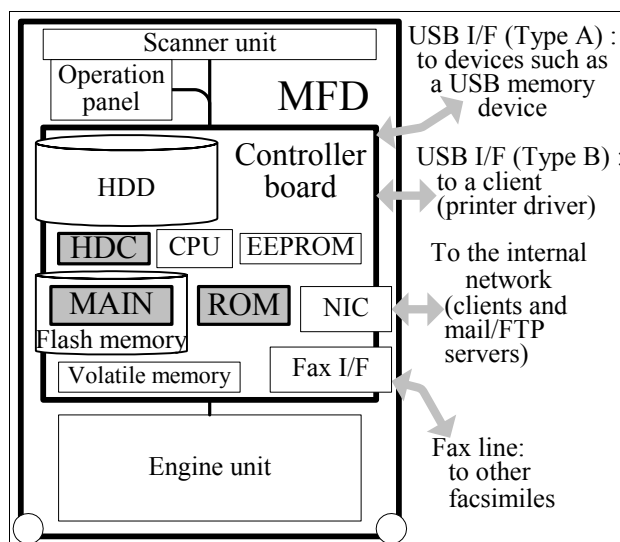 Scanner unit
Operation
panel
MFD
Controller
board
HDD
HDC
CPU
EEPROM
MAIN
ROM
NIC
Flash memory
Volatile memory
Fax I/F
Engine unit
USB I/F (Type A) :
to devices such as
a USB memory
device
USB I/F (Type B) :
to a client
(printer driver)
To the internal
network
(clients and
mail/FTP
servers)
Fax line:
to other
facsimiles